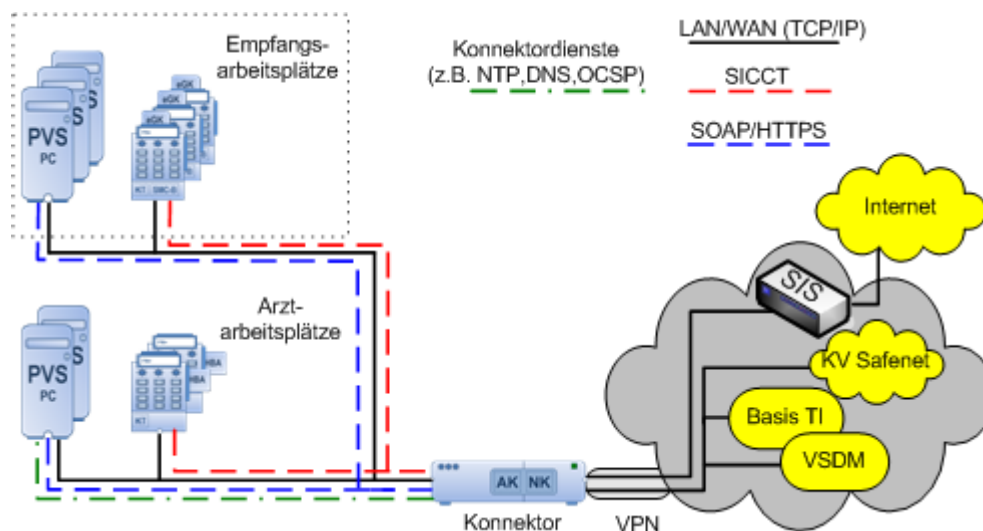 Empfangs-
arbeitsplätze
PVS
PC
S
eGK
eGK
eGK
KT
SMC-B
Konnektordienste
(z.B. NTP,DNS,OCSP)
LAN/WAN (TCP/IP)
SICCT
SOAP/HTTPS
Internet
SIS
KV Safenet
Basis TI
VSDM
Arzt-
arbeitsplätze
PVS
PC
S
HBA
HBA
KT
AK
NK
Konnektor
VPN